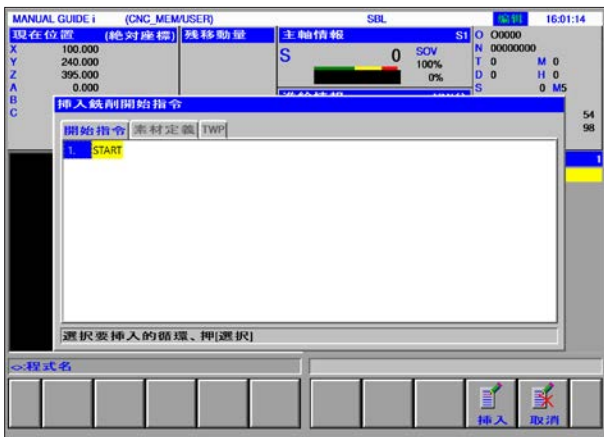 MANUAL GUIDE i (CNC_MEM/USER) SBL 编辑 16:01:14
現在位置 (絶対座標) 残移動量 主軸情報 S1 O O0000
X 100.000 S 0 SOV N 00000000
Y 240.000 100% T 0 M 0
Z 395.000 0% D 0 H 0
A 0.000 S 0 M5
B
C 54
98
挿入銑削開始指令
開始指令 素材定義 TWP
1
1. START
選択要挿入的循環、押[選択]
<>:程式名
挿入 取消